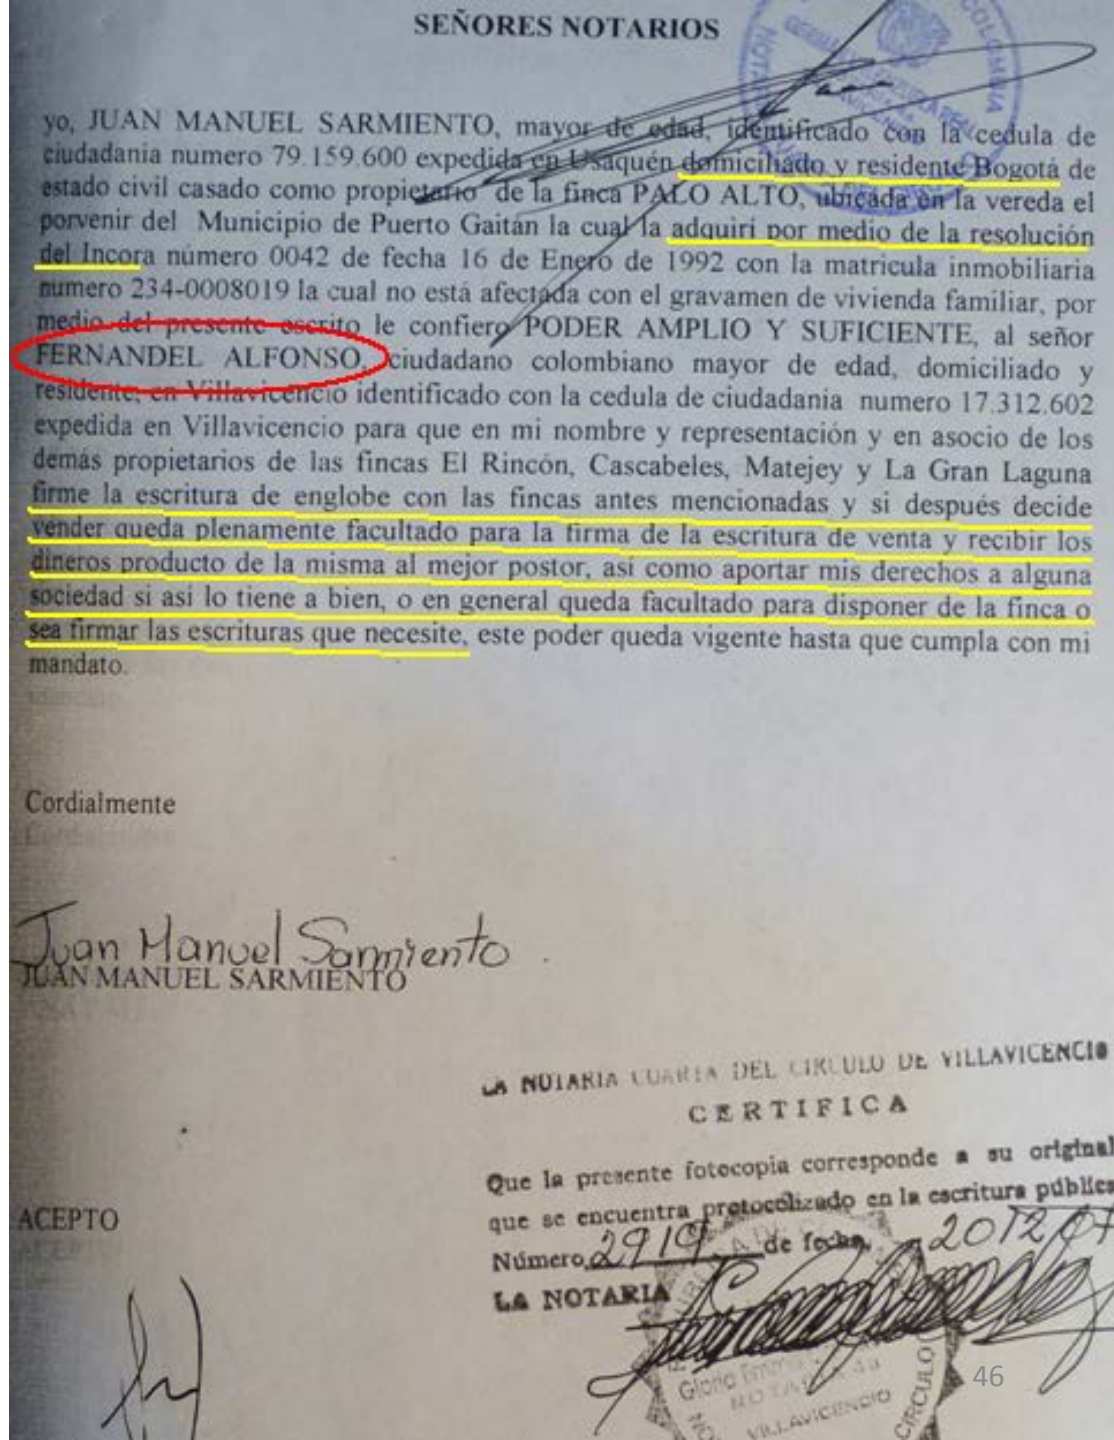 SEÑORES NOTARIOS
COLOMBIA
yo, JUAN MANUEL SARMIENTO, mayor de edad, identificado con la cedula de
ciudadania numero 79.159.600 expedida en Usaquén domiciliado y residente Bogotá de
estado civil casado como propietario de la finca PALO ALTO, ubicada en la vereda el
porvenir del Municipio de Puerto Gaitán la cual la adquirí por medio de la resolución
del Incora número 0042 de fecha 16 de Enero de 1992 con la matricula inmobiliaria
numero 234-0008019 la cual no está afectada con el gravamen de vivienda familiar, por
medio del presente escrito le confiero PODER AMPLIO Y SUFICIENTE, al señor
FERNANDEL ALFONSO, ciudadano colombiano mayor de edad, domiciliado y
residente, en Villavicencio identificado con la cedula de ciudadania numero 17.312.602
expedida en Villavicencio para que en mi nombre y representación y en asocio de los
demás propietarios de las fincas El Rincón, Cascabeles, Matejey y La Gran Laguna
firme la escritura de englobe con las fincas antes mencionadas y si después decide
vender queda plenamente facultado para la firma de la escritura de venta y recibir los
dineros producto de la misma al mejor postor, así como aportar mis derechos a alguna
sociedad si así lo tiene a bien, o en general queda facultado para disponer de la finca o
sea firmar las escrituras que necesite, este poder queda vigente hasta que cumpla con mi
mandato.
Cordialmente
Juan Manuel Sarmiento
JUAN MANUEL SARMIENTO
LA NOTARIA CUARTA DEL CIRCULO DE VILLAVICENCIO
CERTIFICA
Que la presente fotocopia corresponde a su original
que se encuentra protocolizado en la escritura pública
ACEPTO
Número 2919 de fecha
LA NOTARIA
VILLAVICENCIO
CIRCULO
46